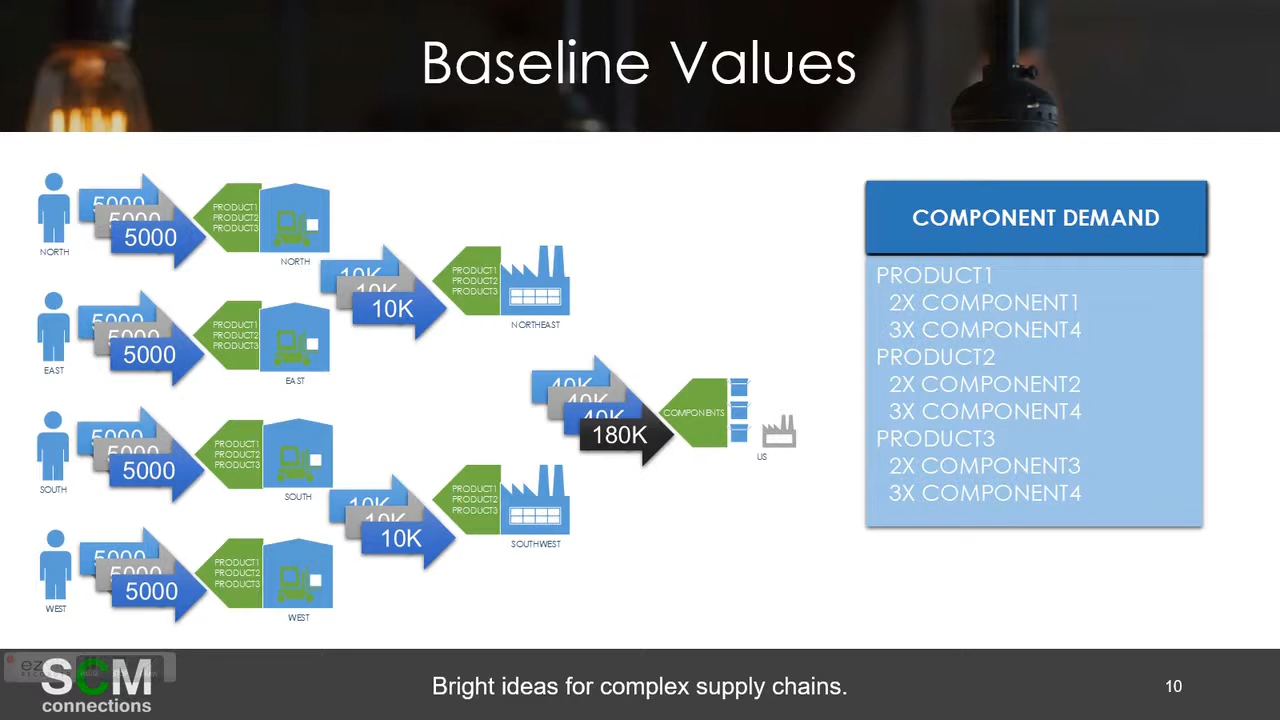 Baseline Values
5000
5000
5000
NORTH
PRODUCT1
PRODUCT2
PRODUCT3
NORTH
5000
5000
5000
EAST
PRODUCT1
PRODUCT2
PRODUCT3
EAST
10K
10K
10K
PRODUCT1
PRODUCT2
PRODUCT3
NORTHEAST
5000
5000
5000
SOUTH
PRODUCT1
PRODUCT2
PRODUCT3
SOUTH
5000
5000
5000
WEST
PRODUCT1
PRODUCT2
PRODUCT3
WEST
10K
10K
10K
PRODUCT1
PRODUCT2
PRODUCT3
SOUTHWEST
40K
40K
40K
180K
COMPONENTS
US
COMPONENT DEMAND
PRODUCT1
2X COMPONENT1
3X COMPONENT4
PRODUCT2
2X COMPONENT2
3X COMPONENT4
PRODUCT3
2X COMPONENT3
3X COMPONENT4
SCM
connections
Bright ideas for complex supply chains.
10